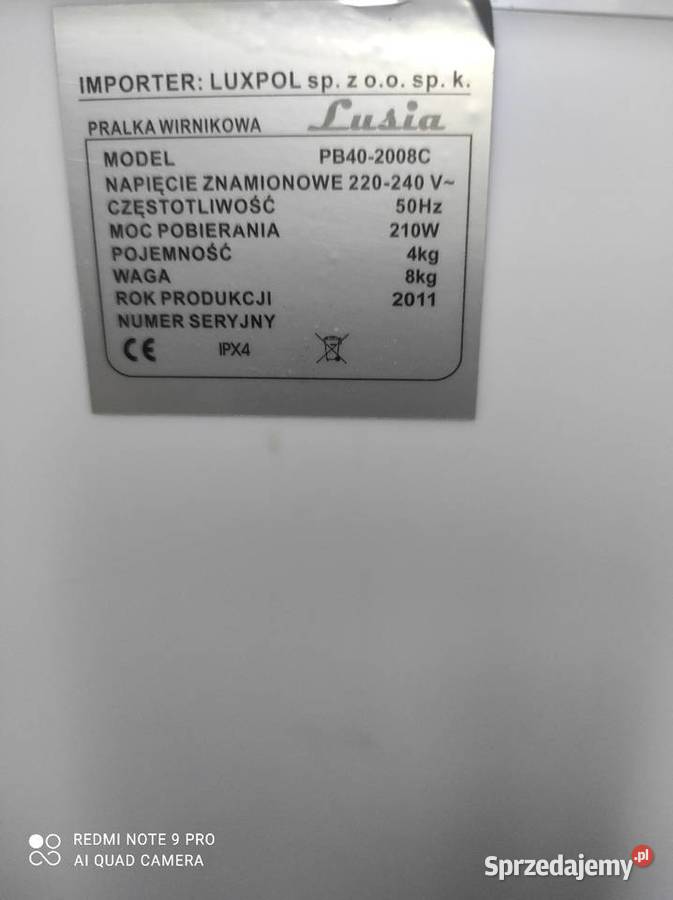 IMPORTER: LUXPOL sp. z o.o. sp. k.
PRALKA WIRNIKOWA Lusia
MODEL PB40-2008C
NAPIĘCIE ZNAMIONOWE 220-240 V~
CZĘSTOTLIWOŚĆ 50Hz
MOC POBIERANIA 210W
POJEMNOŚĆ 4kg
WAGA 8kg
ROK PRODUKCJI 2011
NUMER SERYJNY
CE IPX4
REDMI NOTE 9 PRO
AI QUAD CAMERA
Sprzedajemy.pl